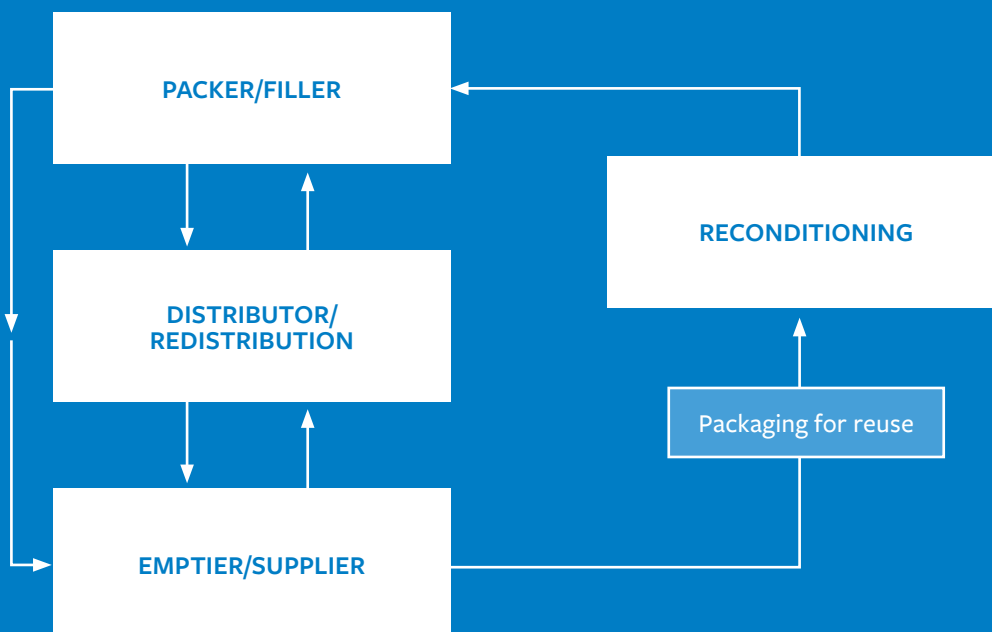 PACKER/FILLER
RECONDITIONING
DISTRIBUTOR/
REDISTRIBUTION
Packaging for reuse
EMPTIER/SUPPLIER